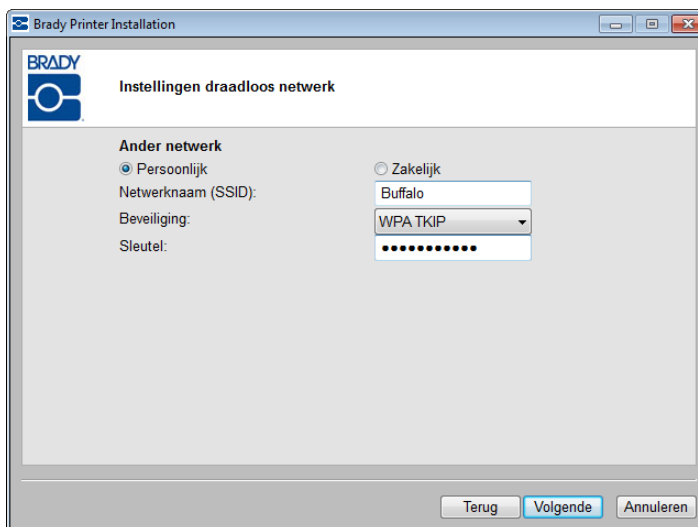 Brady Printer Installation
BRADY
Instellingen draadloos netwerk
Ander netwerk
Persoonlijk Zakelijk
Netwerknaam (SSID): Buffalo
Beveiliging: WPA TKIP
Sleutel: •••••••••••
Terug Volgende Annuleren